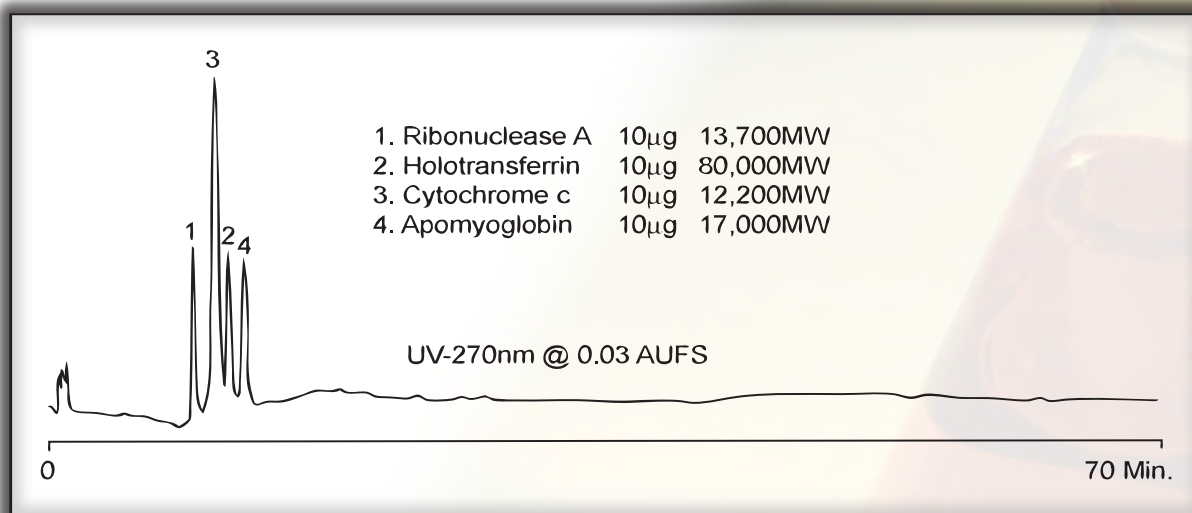 3
1. Ribonuclease A 10μg 13,700MW
2. Holotransferrin 10μg 80,000MW
3. Cytochrome c 10μg 12,200MW
4. Apomyoglobin 10μg 17,000MW
1 2 4
UV-270nm @ 0.03 AUFS
0 70 Min.